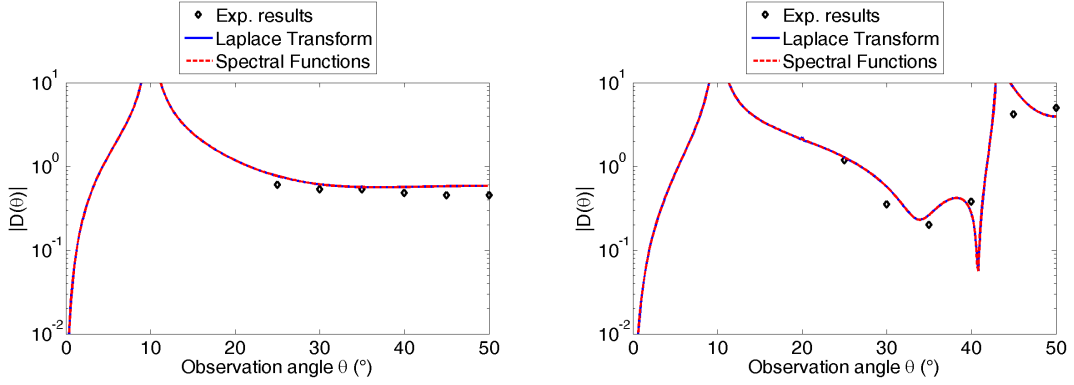 Exp. results
Laplace Transform
Spectral Functions
10^1
10^0
10^-1
10^-2
|D(θ)|
0 10 20 30 40 50
Observation angle θ (°)
Exp. results
Laplace Transform
Spectral Functions
10^1
10^0
10^-1
10^-2
|D(θ)|
0 10 20 30 40 50
Observation angle θ (°)